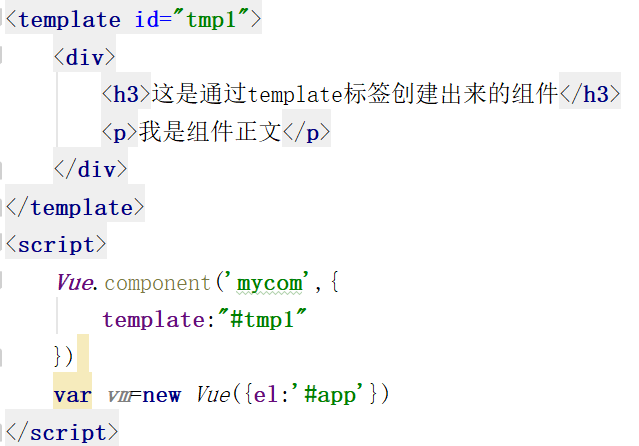 <template id="tmp1">
    <div>
        <h3>这是通过template标签创建出来的组件</h3>
        <p>我是组件正文</p>
    </div>
</template>
<script>
    Vue.component('mycom',{
        template:"#tmp1"
    })
    var vm=new Vue({el:'#app'})
</script>